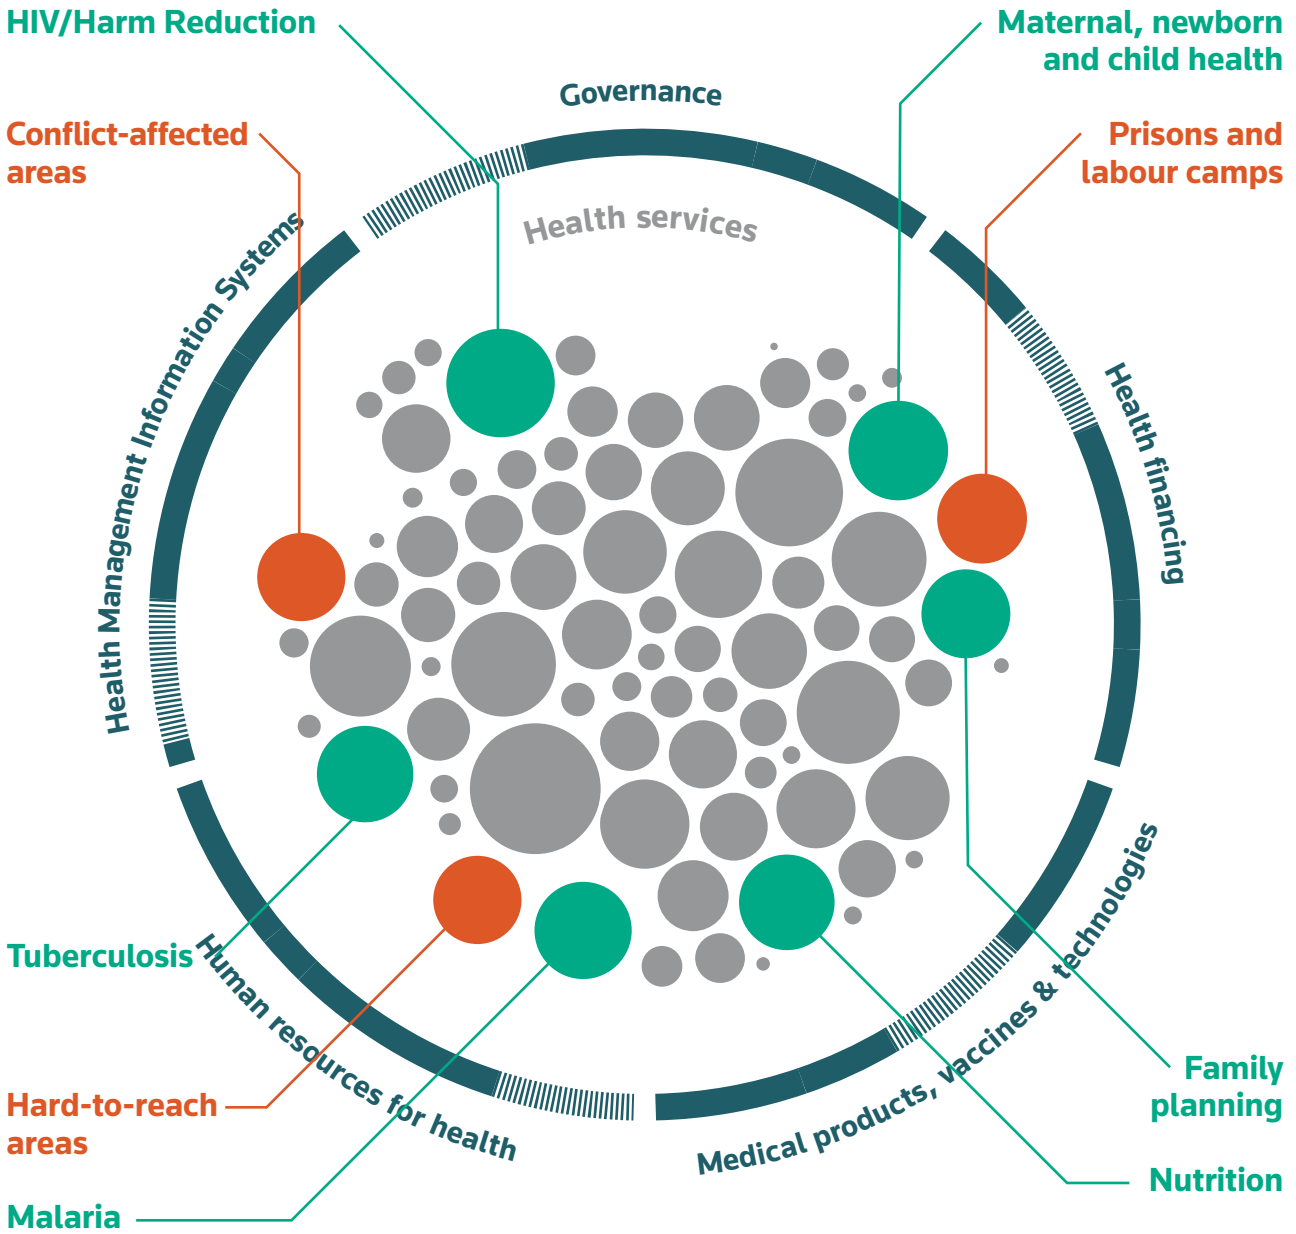 HIV/Harm Reduction
Maternal, newborn
and child health
Governance
Conflict-affected
areas
Prisons and
labour camps
Health services
Health Management Information Systems
Health financing
Tuberculosis
Human resources for health
Medical products, vaccines & technologies
Family
planning
Hard-to-reach
areas
Nutrition
Malaria